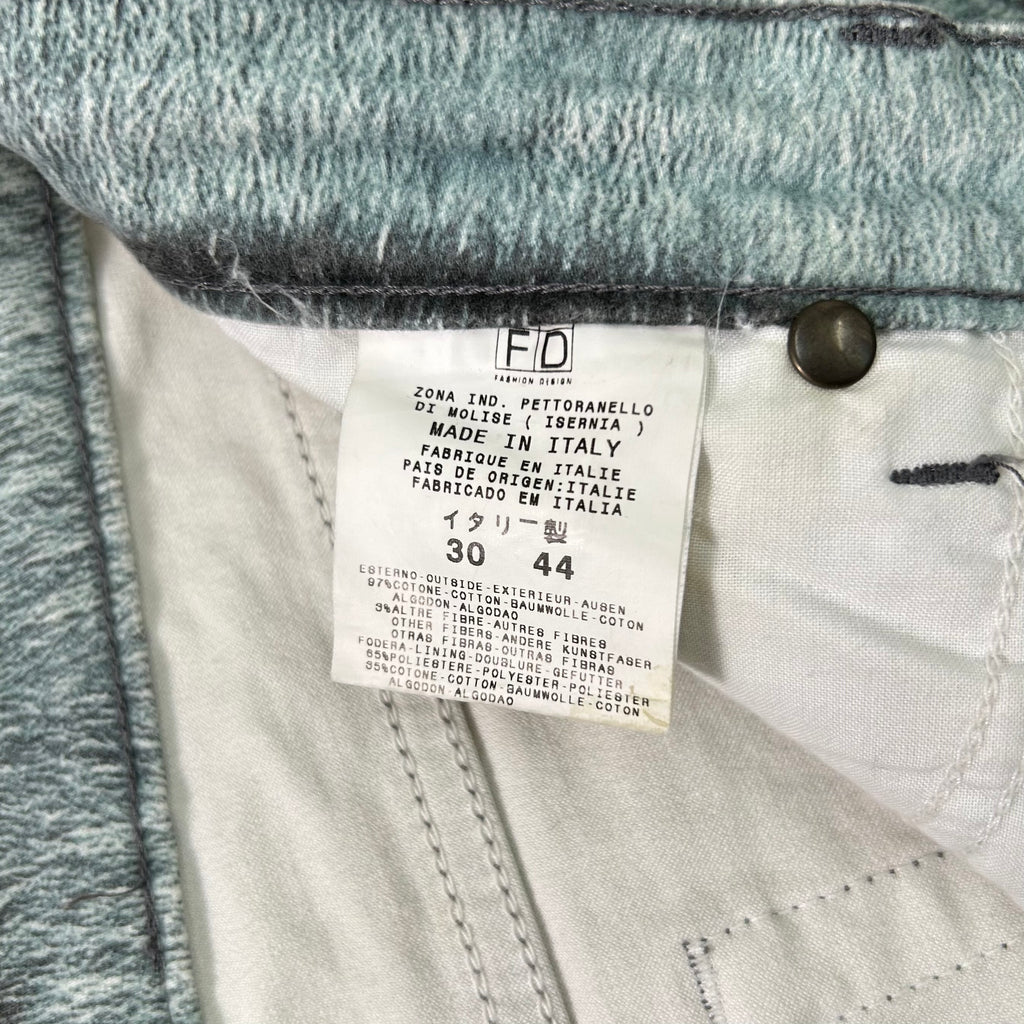 FD
FASHION DESIGN
ZONA IND. PETTORANELLO
DI MOLISE ( ISERNIA )
MADE IN ITALY
FABRIQUE EN ITALIE
PAIS DE ORIGEN:ITALIE
FABRICADO EM ITALIA
イタリー製
30 44
ESTERNO-OUTSIDE-EXTERIEUR-AUSEN
97%COTONE-COTTON-BAUMWOLLE-COTON
ALGODON-ALGODAO
3%ALTRE FIBRE-AUTRES FIBRES
OTHER FIBERS-ANDERE KUNSTFASER
OTRAS FIBRAS-OUTRAS FIBRAS
FODERA-LINING-DOUBLURE-GEFUTTER
65%POLIESTERE-POLYESTER-POLIESTER
35%COTONE-COTTON-BAUMWOLLE-COTON
ALGODON-ALGODAO